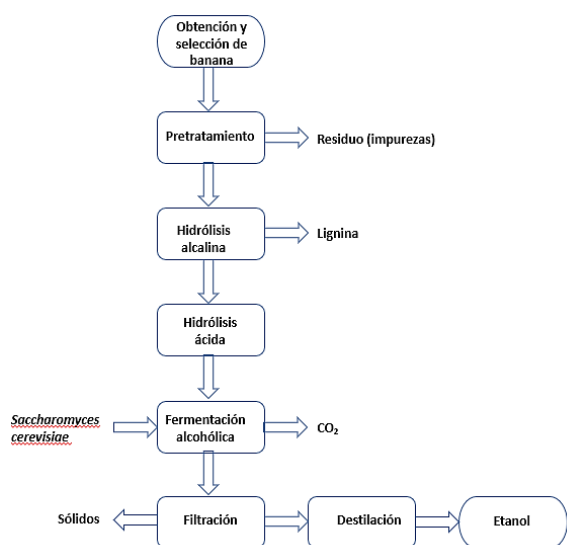 Obtención y
selección de
banana
Pretratamiento
Residuo (impurezas)
Hidrólisis
alcalina
Lignina
Hidrólisis
ácida
Saccharomyces
cerevisiae
Fermentación
alcohólica
CO₂
Sólidos
Filtración
Destilación
Etanol